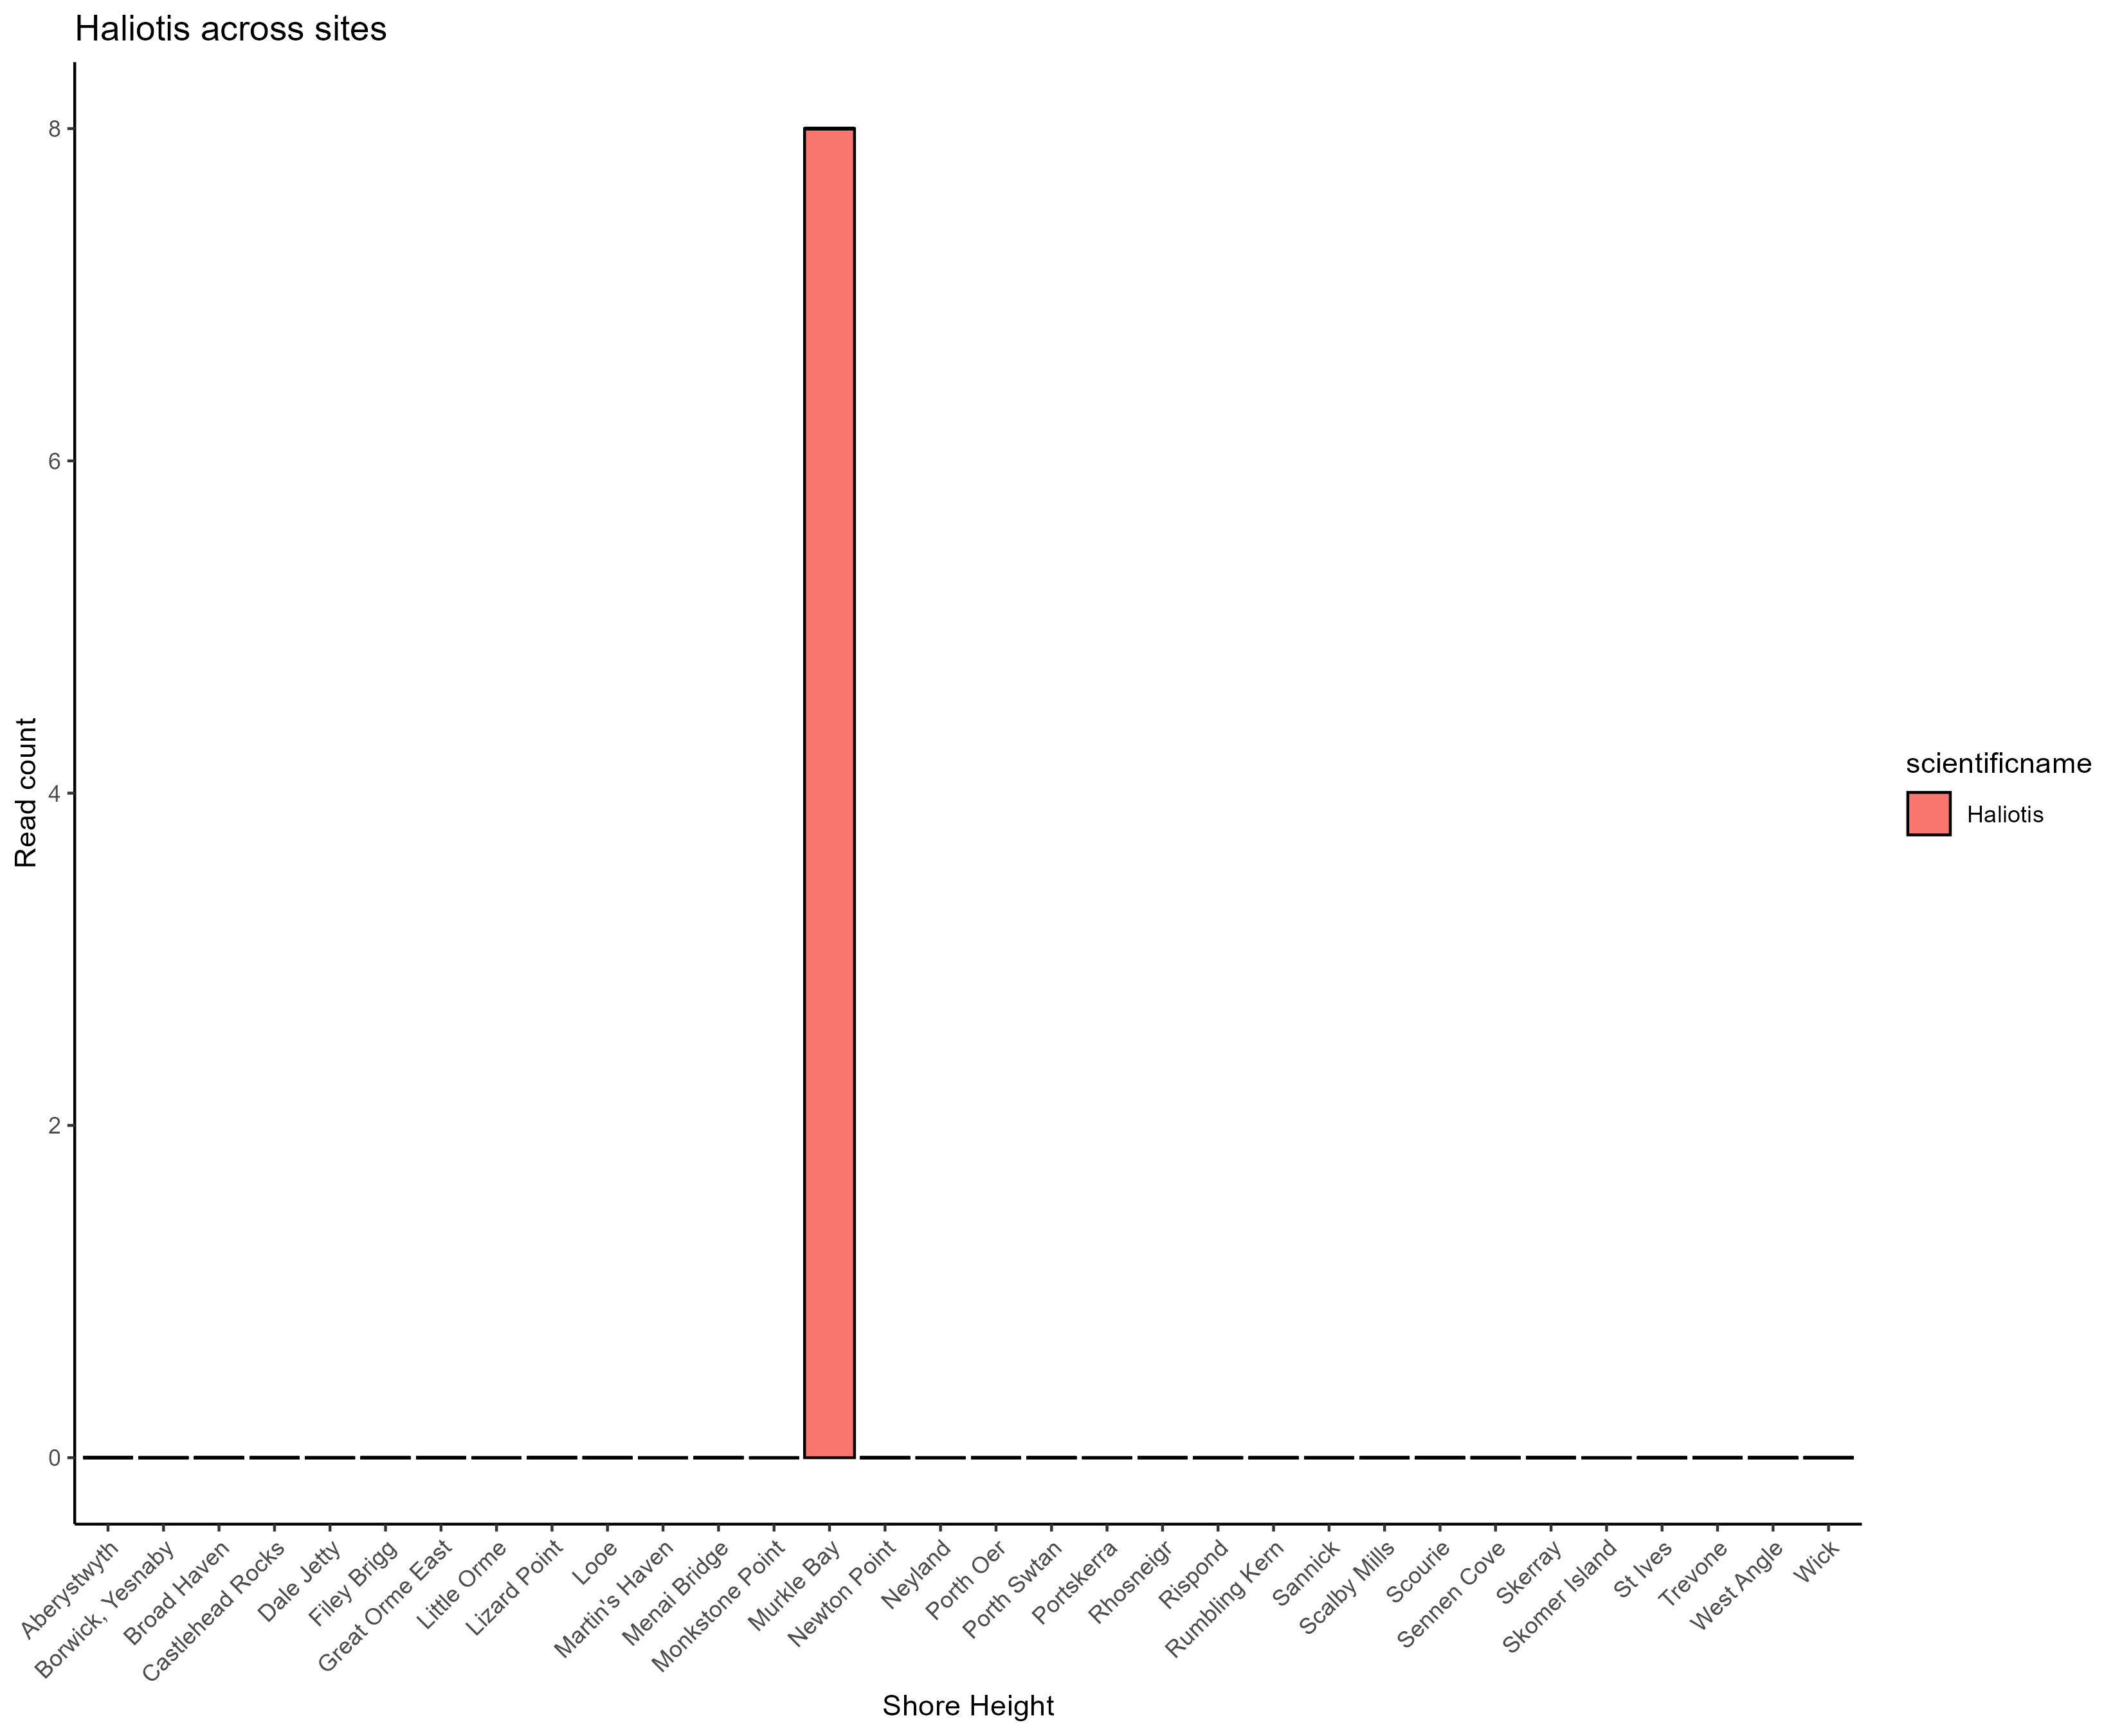 Haliotis across sites
8
6
4
2
0
Read count
Aberystwyth
Borwick, Yesnaby
Broad Haven
Castlehead Rocks
Dale Jetty
Filey Brigg
Great Orme East
Little Orme
Lizard Point
Looe
Martin's Haven
Menai Bridge
Monkstone Point
Murkle Bay
Newton Point
Neyland
Porth Oer
Porth Swtan
Portskerra
Rhosneigr
Rispond
Rumbling Kern
Sannick
Scalby Mills
Scourie
Sennen Cove
Skerray
Skomer Island
St Ives
Trevone
West Angle
Wick
Shore Height
scientificname
Haliotis